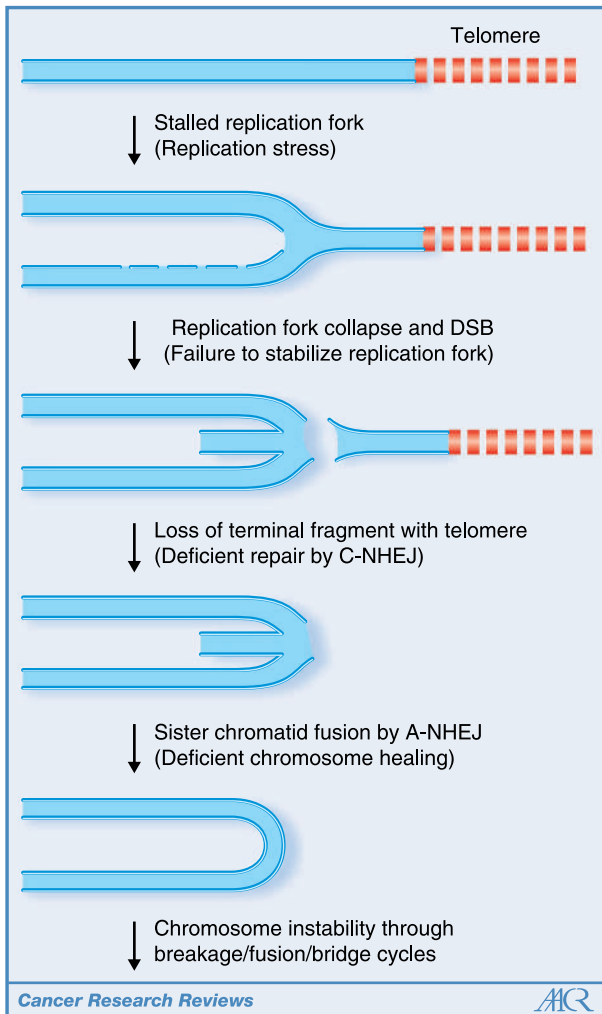 Telomere
Stalled replication fork
(Replication stress)
Replication fork collapse and DSB
(Failure to stabilize replication fork)
Loss of terminal fragment with telomere
(Deficient repair by C-NHEJ)
Sister chromatid fusion by A-NHEJ
(Deficient chromosome healing)
Chromosome instability through
breakage/fusion/bridge cycles
Cancer Research Reviews
AACR